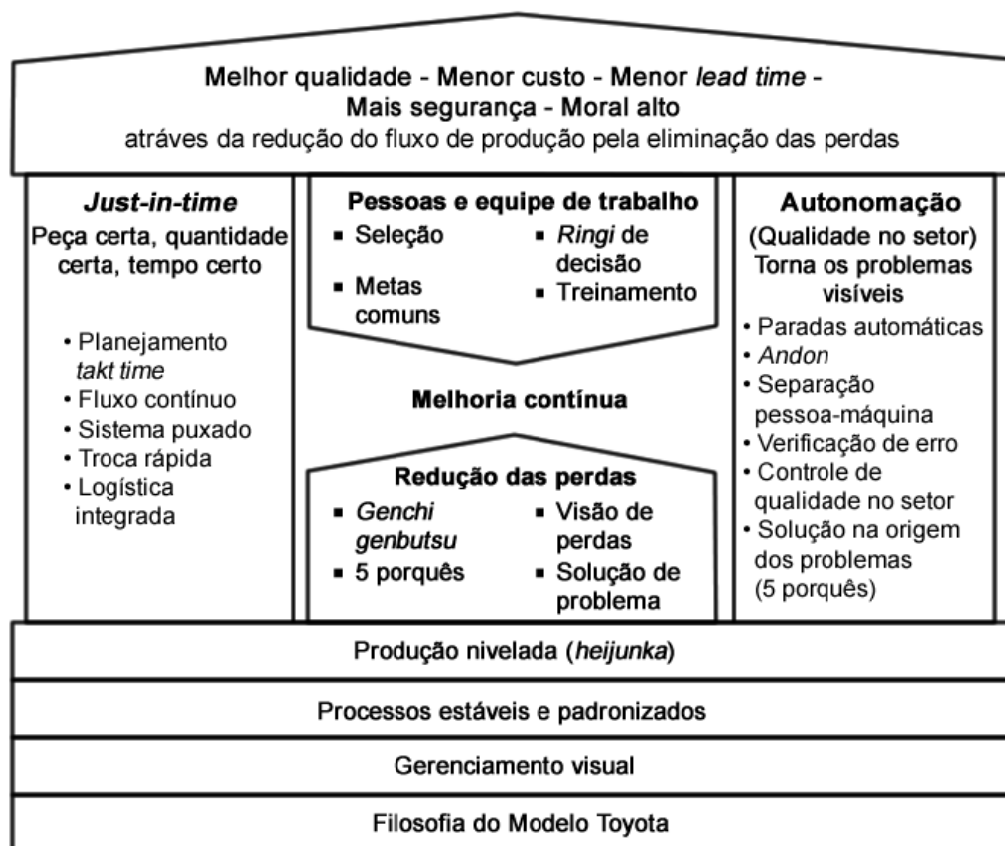 Melhor qualidade - Menor custo - Menor lead time -
Mais segurança - Moral alto
atráves da redução do fluxo de produção pela eliminação das perdas
Just-in-time
Peça certa, quantidade
certa, tempo certo
• Planejamento
takt time
• Fluxo contínuo
• Sistema puxado
• Troca rápida
• Logística
integrada
Pessoas e equipe de trabalho
▪ Seleção
▪ Metas
comuns
▪ Ringi de
decisão
▪ Treinamento
Melhoria contínua
Redução das perdas
▪ Genchi
genbutsu
▪ 5 porquês
▪ Visão de
perdas
▪ Solução de
problema
Autonomação
(Qualidade no setor)
Torna os problemas
visíveis
• Paradas automáticas
• Andon
• Separação
pessoa-máquina
• Verificação de erro
• Controle de
qualidade no setor
• Solução na origem
dos problemas
(5 porquês)
Produção nivelada (heijunka)
Processos estáveis e padronizados
Gerenciamento visual
Filosofia do Modelo Toyota